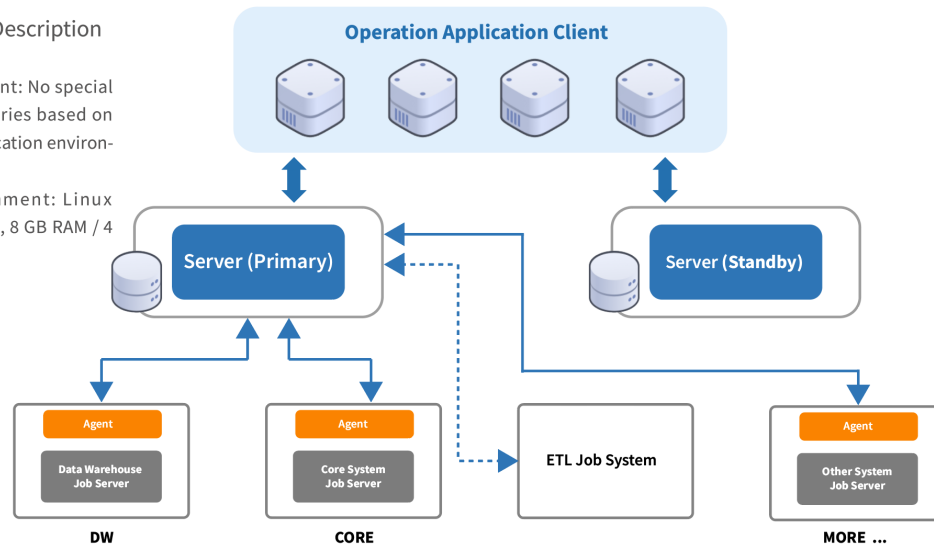 Description
nt: No special
ries based on
cation environ-
ment: Linux
, 8 GB RAM / 4
Operation Application Client
Server (Primary)
Server (Standby)
Agent
Data Warehouse
Job Server
DW
Agent
Core System
Job Server
CORE
ETL Job System
Agent
Other System
Job Server
MORE ...